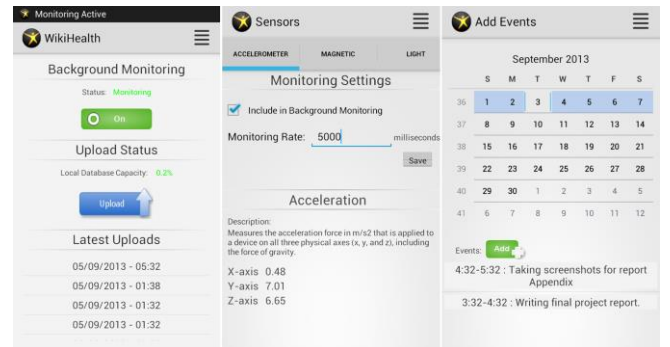 Monitoring Active
WikiHealth
Background Monitoring
Status: Monitoring
On
Upload Status
Local Database Capacity: 0.2%
Upload
Latest Uploads
05/09/2013 - 05:32
05/09/2013 - 01:38
05/09/2013 - 01:32
05/09/2013 - 01:32
Sensors
ACCELEROMETER MAGNETIC LIGHT
Monitoring Settings
Include in Background Monitoring
Monitoring Rate: 5000 milliseconds
Save
Acceleration
Description:
Measures the acceleration force in m/s2 that is applied to
a device on all three physical axes (x, y, and z), including
the force of gravity.
X-axis 0.48
Y-axis 7.01
Z-axis 6.65
Add Events
September 2013
S M T W T F S
36 1 2 3 4 5 6 7
37 8 9 10 11 12 13 14
38 15 16 17 18 19 20 21
39 22 23 24 25 26 27 28
40 29 30 1 2 3 4 5
41 6 7 8 9 10 11 12
Events: Add
4:32-5:32 : Taking screenshots for report
Appendix
3:32-4:32 : Writing final project report.